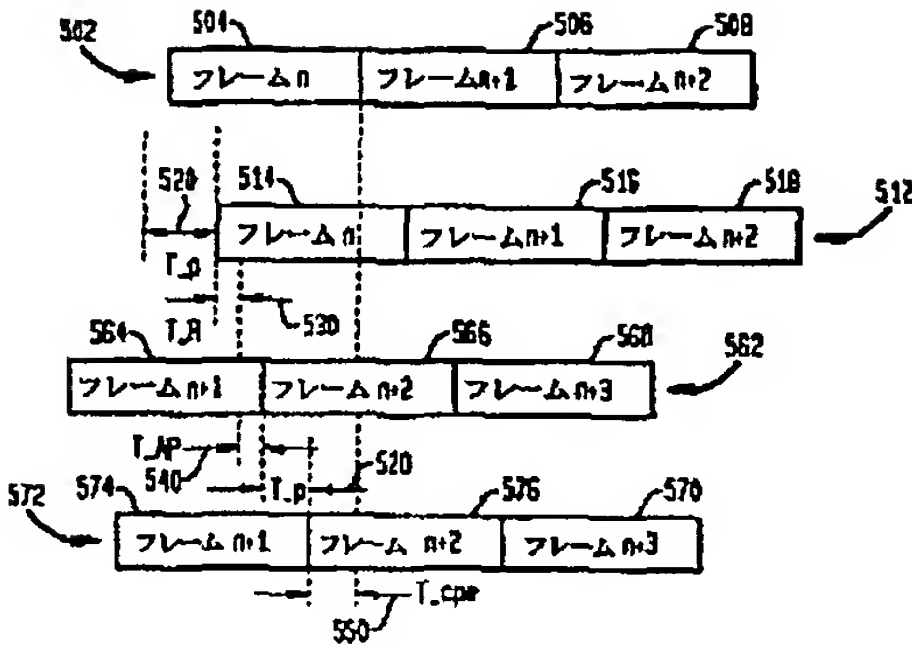 504 506 508
502
フレーム n フレームn+1 フレーム n+2
520 514 516 518
512
フレーム n フレームn+1 フレーム n+2
T_p
T_R 530
564 566 568
562
フレーム n+1 フレーム n+2 フレーム n+3
T_AP
540 T_p 520
572 574 576 578
フレーム n+1 フレーム n+2 フレーム n+3
T_cpe
550